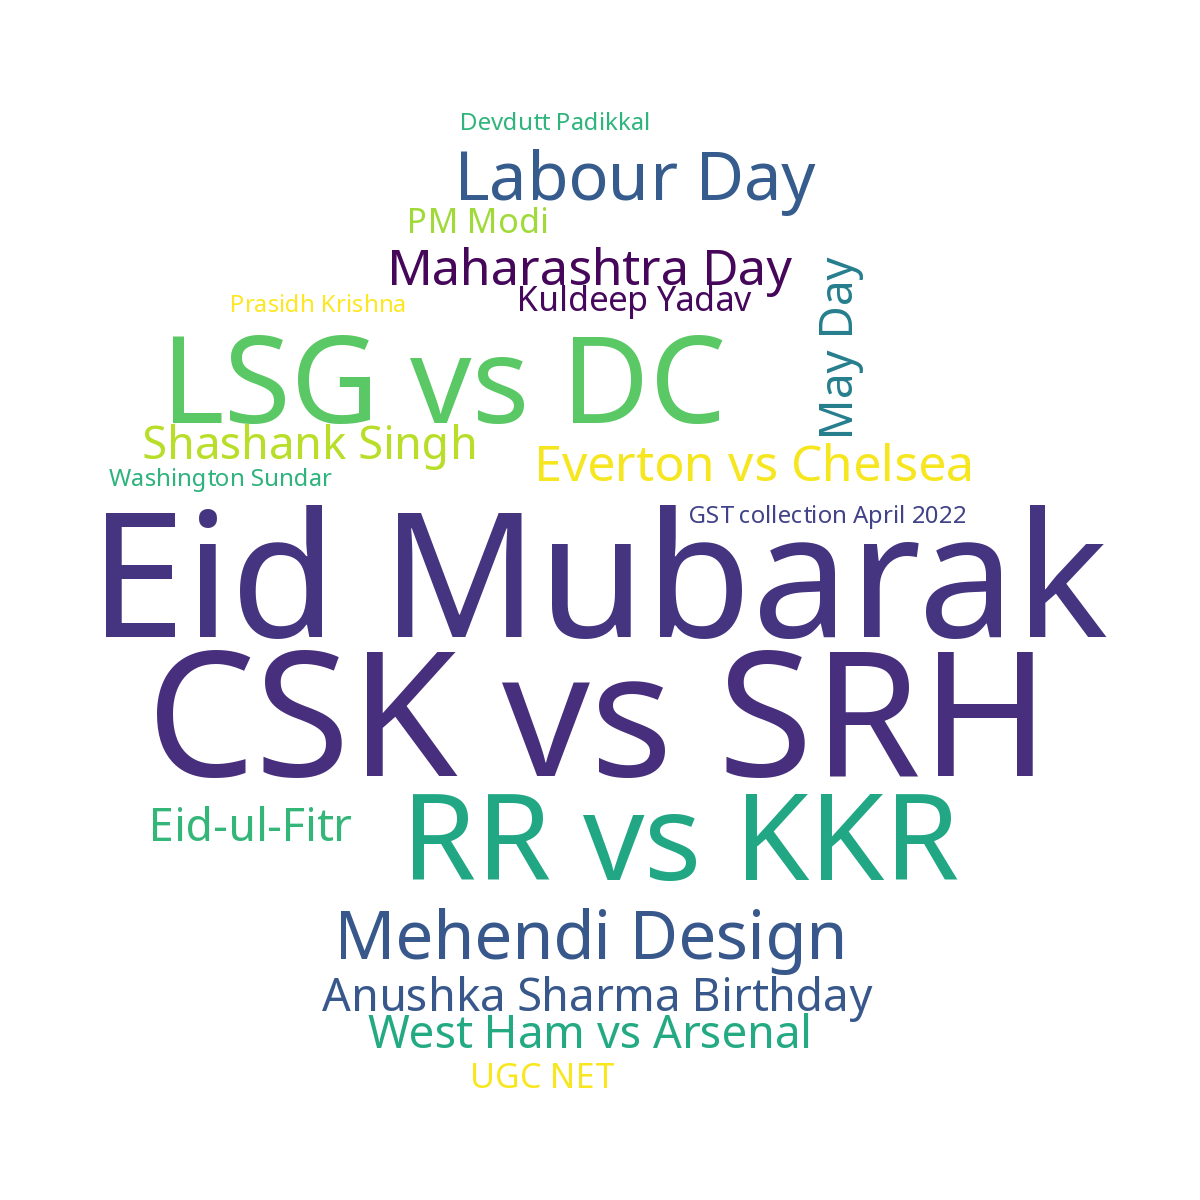 Devdutt Padikkal
Labour Day
PM Modi
Maharashtra Day
Kuldeep Yadav
May Day
Prasidh Krishna
LSG vs DC
Shashank Singh
Everton vs Chelsea
Washington Sundar
GST collection April 2022
Eid Mubarak
CSK vs SRH
Eid-ul-Fitr
RR vs KKR
Mehendi Design
Anushka Sharma Birthday
West Ham vs Arsenal
UGC NET